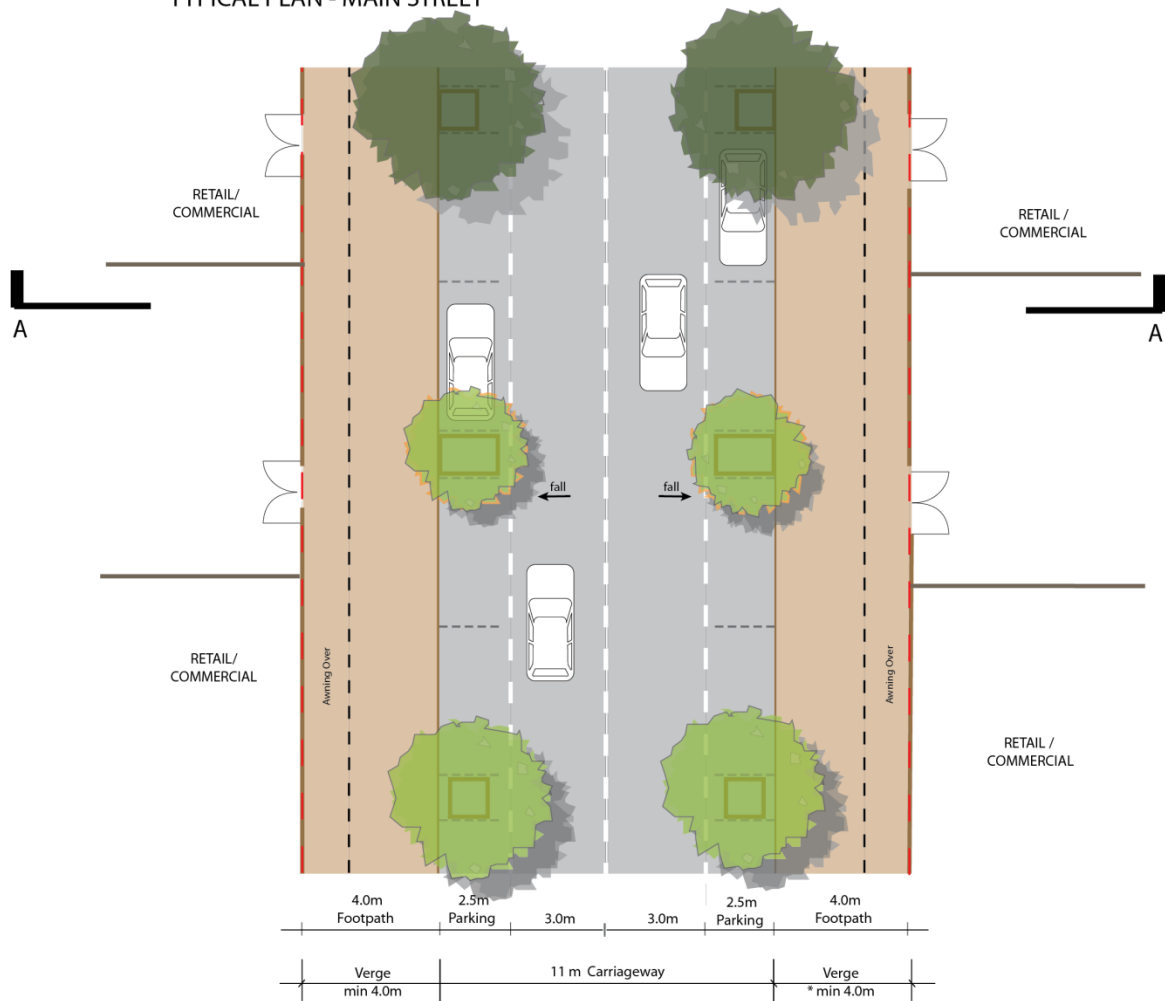 TYPICAL PLAN - MAIN STREET
RETAIL/
COMMERCIAL
RETAIL /
COMMERCIAL
A
A
fall
fall
Awning Over
Awning Over
RETAIL/
COMMERCIAL
RETAIL /
COMMERCIAL
4.0m
Footpath
2.5m
Parking
3.0m
3.0m
2.5m
Parking
4.0m
Footpath
Verge
min 4.0m
11 m Carriageway
Verge
* min 4.0m